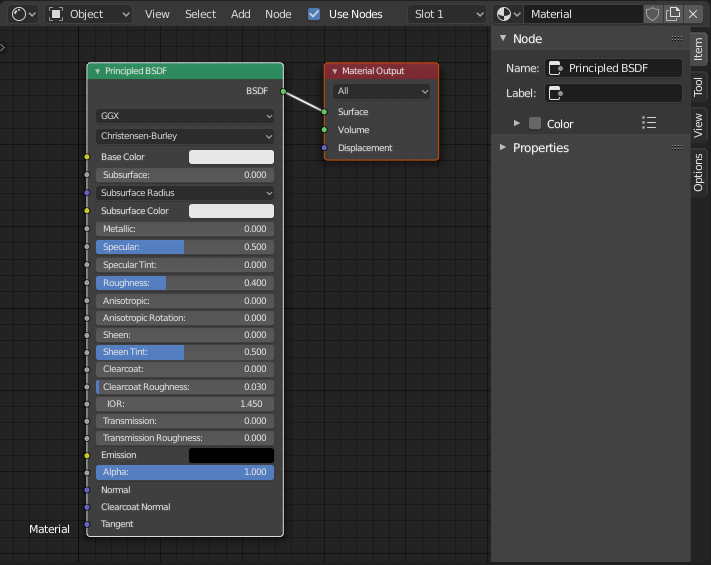 Object View Select Add Node Use Nodes Slot 1 Material
Principled BSDF
BSDF
GGX
Christensen-Burley
Base Color
Subsurface: 0.000
Subsurface Radius
Subsurface Color
Metallic: 0.000
Specular: 0.500
Specular Tint: 0.000
Roughness: 0.400
Anisotropic: 0.000
Anisotropic Rotation: 0.000
Sheen: 0.000
Sheen Tint: 0.500
Clearcoat: 0.000
Clearcoat Roughness: 0.030
IOR: 1.450
Transmission: 0.000
Transmission Roughness: 0.000
Emission
Alpha: 1.000
Normal
Clearcoat Normal
Tangent
Material
Material Output
All
Surface
Volume
Displacement
Node
Name: Principled BSDF
Label:
Color
Properties
Item
Tool
View
Options